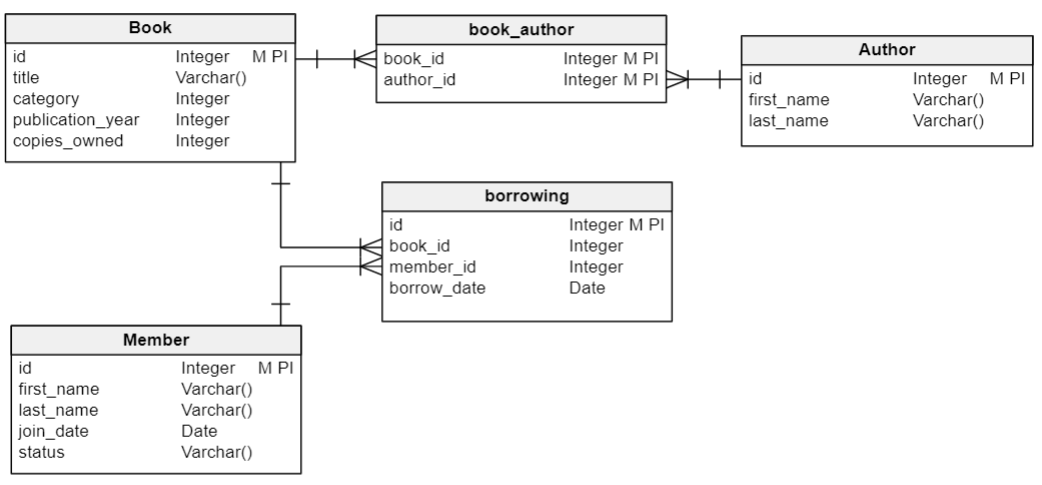 Book
id Integer M PI
title Varchar()
category Integer
publication_year Integer
copies_owned Integer
book_author
book_id Integer M PI
author_id Integer M PI
Author
id Integer M PI
first_name Varchar()
last_name Varchar()
borrowing
id Integer M PI
book_id Integer
member_id Integer
borrow_date Date
Member
id Integer M PI
first_name Varchar()
last_name Varchar()
join_date Date
status Varchar()